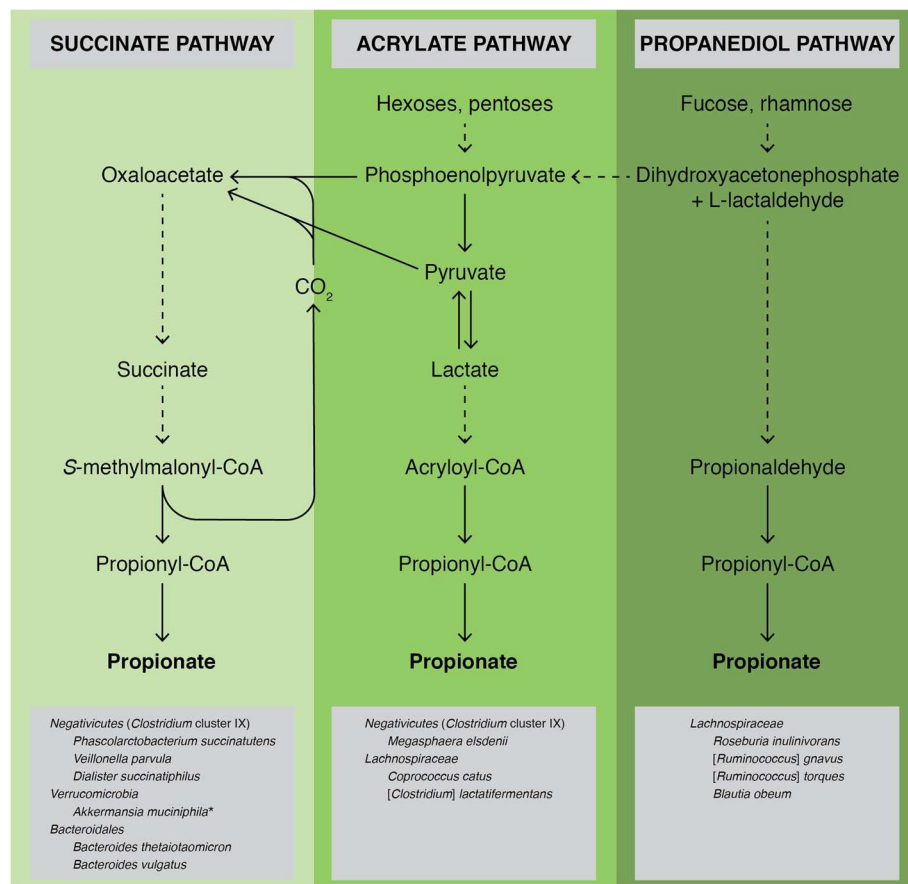 SUCCINATE PATHWAY
ACRYLATE PATHWAY
PROPANEDIOL PATHWAY
Hexoses, pentoses
Fucose, rhamnose
Oxaloacetate
Phosphoenolpyruvate
Dihydroxyacetonephosphate
+ L-lactaldehyde
Pyruvate
CO₂
Succinate
Lactate
S-methylmalonyl-CoA
Acryloyl-CoA
Propionaldehyde
Propionyl-CoA
Propionyl-CoA
Propionyl-CoA
Propionate
Propionate
Propionate
Negativicutes (Clostridium cluster IX)
Phascolarctobacterium succinatutens
Veillonella parvula
Dialister succinatiphilus
Verrucomicrobia
Akkermansia muciniphila*
Bacteroidales
Bacteroides thetaiotaomicron
Bacteroides vulgatus
Negativicutes (Clostridium cluster IX)
Megasphaera elsdenii
Lachnospiraceae
Coprococcus catus
[Clostridium] lactatifermentans
Lachnospiraceae
Roseburia inulinivorans
[Ruminococcus] gnavus
[Ruminococcus] torques
Blautia obeum